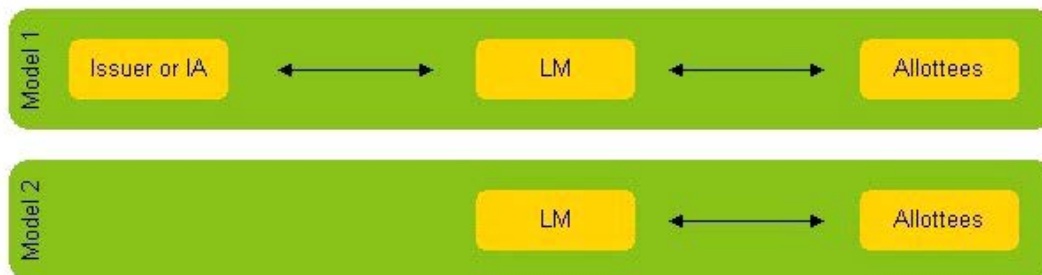 Model 1
Issuer or IA
LM
Allottees
Model 2
LM
Allottees